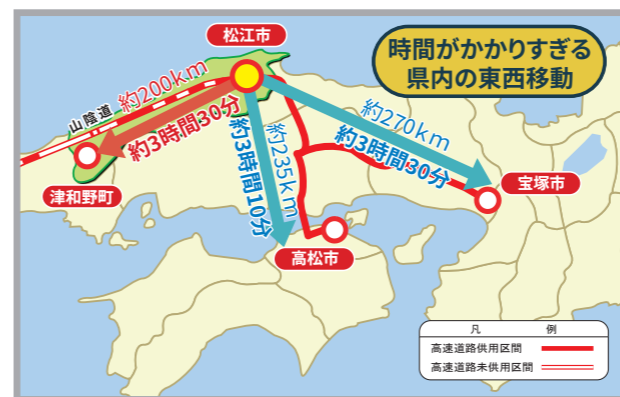 松江市
時間がかかりすぎる
県内の東西移動
山陰道
約200km
約3時間30分
約235km
約3時間10分
約270km
約3時間30分
津和野町
宝塚市
高松市
凡 例
高速道路供用区間
高速道路未供用区間